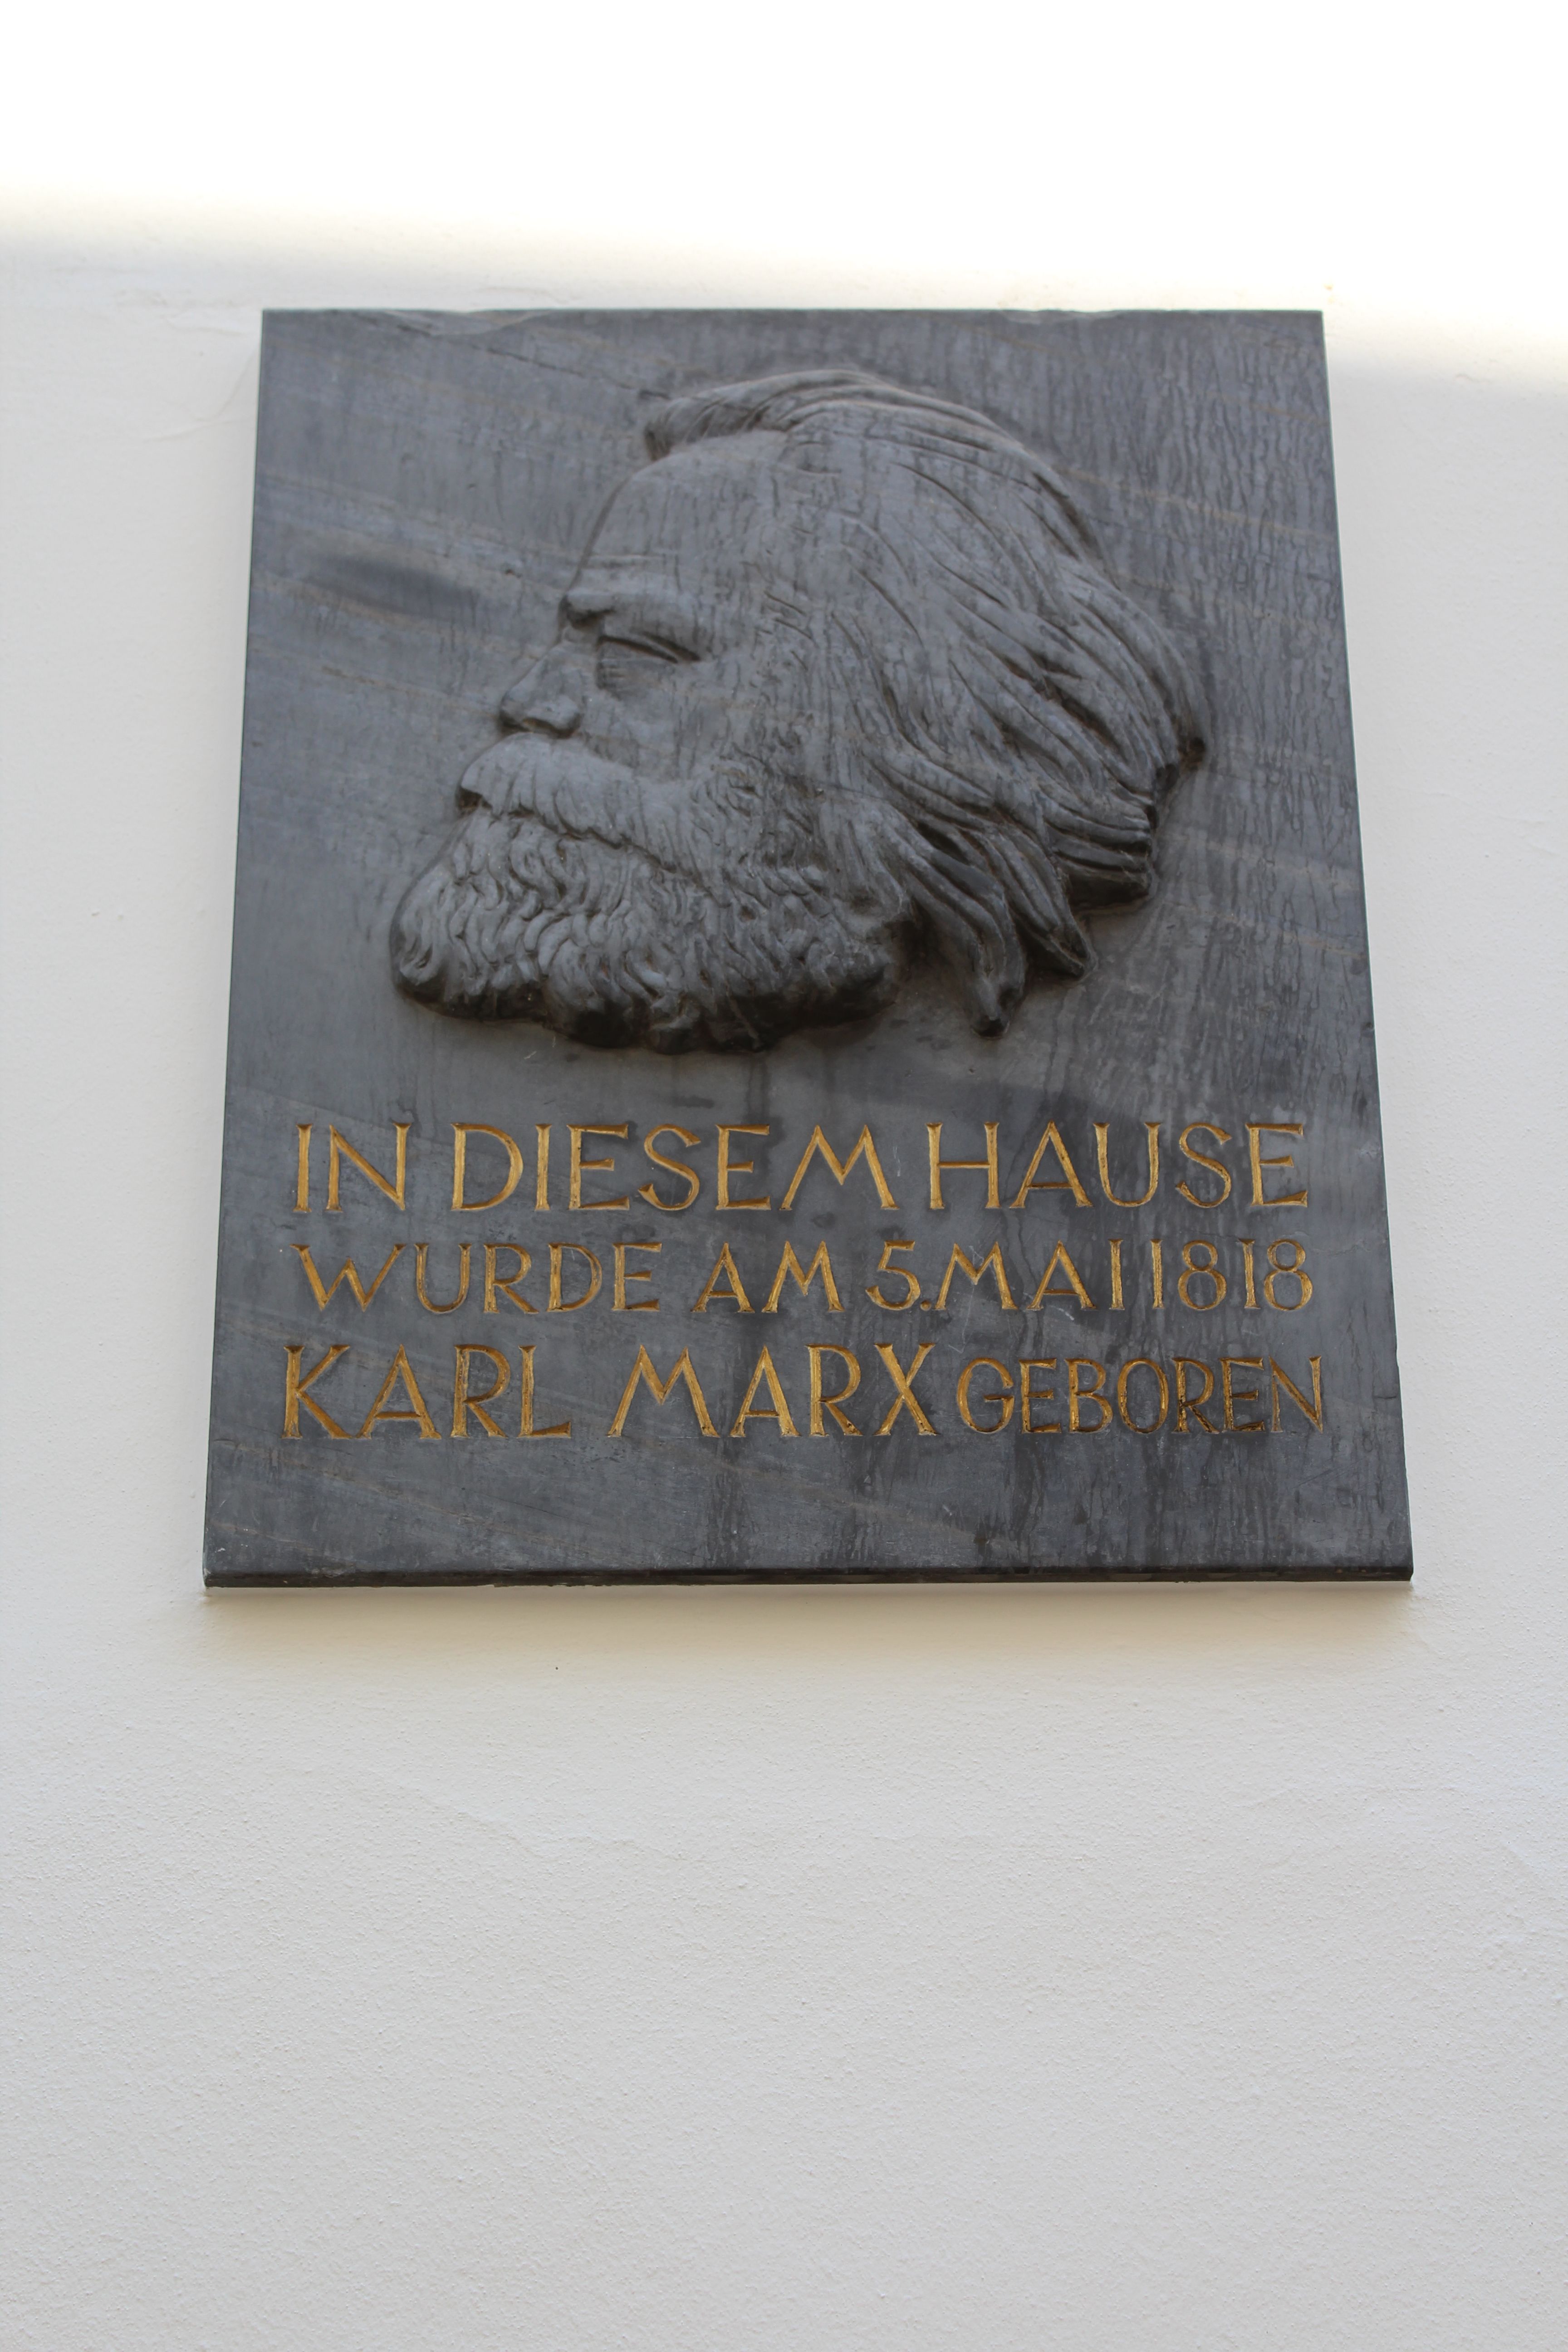 IN DIESEM HAUSE
WURDE AM 5. MAI 1818
KARL MARX GEBOREN